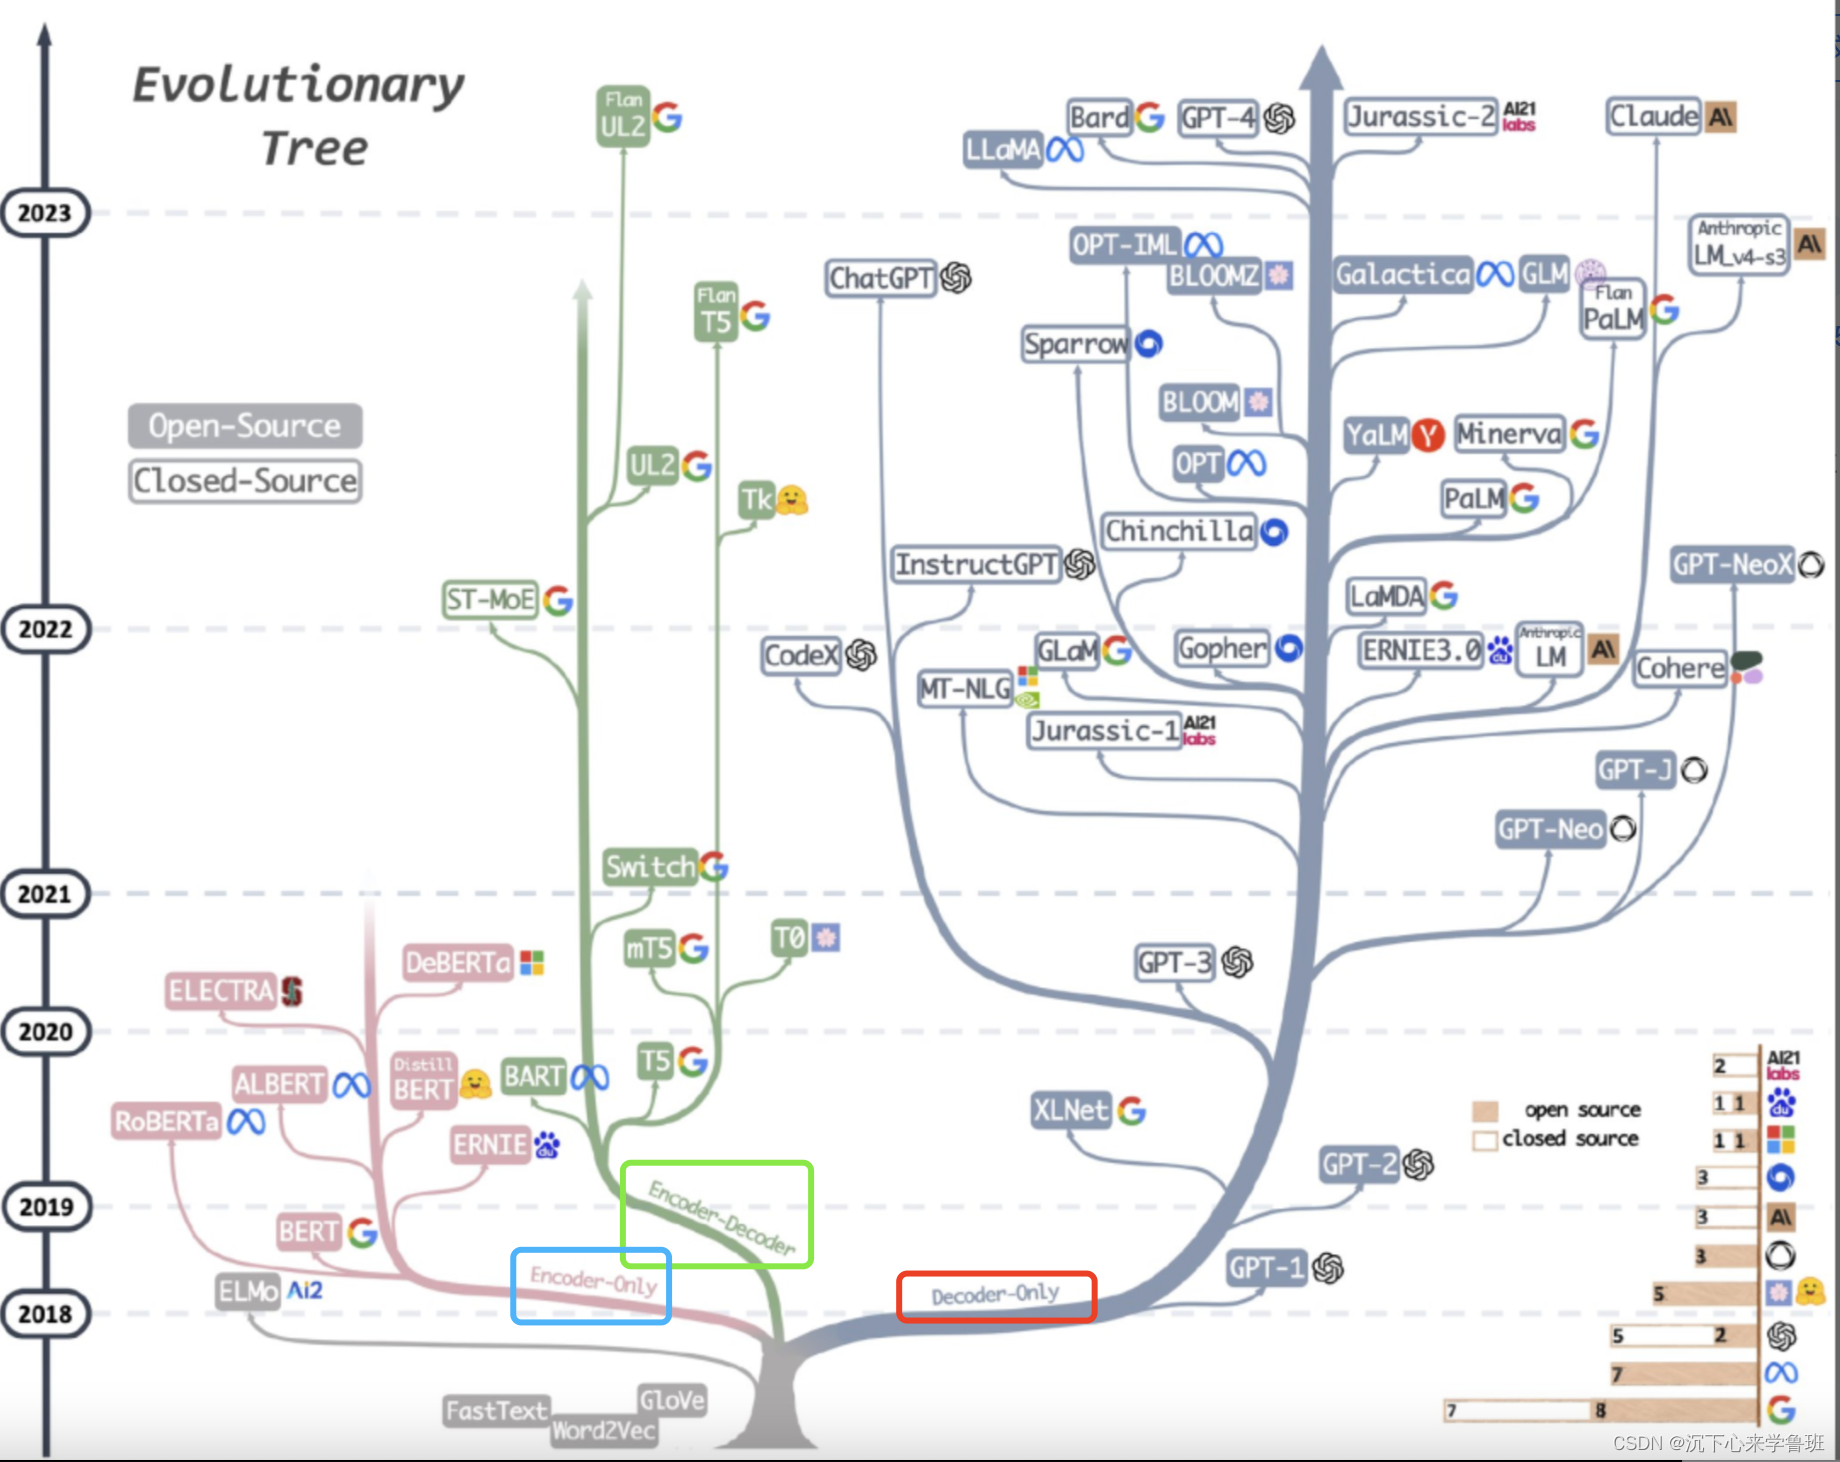 Evolutionary
Tree
2023
2022
2021
2020
2019
2018
Open-Source
Closed-Source
Flan
UL2
Flan
T5
UL2
Tk
ST-MoE
Switch
mT5
T0
T5
BART
DeBERTa
ELECTRA
Distill
BERT
ALBERT
RoBERTa
ERNIE
BERT
ELMo
Ai2
FastText
Word2Vec
GloVe
Encoder-Only
Encoder-Decoder
Decoder-Only
Bard
GPT-4
Jurassic-2
AI21
labs
Claude
A\
LLaMA
OPT-IML
BLOOMZ
Galactica
GLM
Anthropic
LM_v4-s3
A\
ChatGPT
Flan
PaLM
Sparrow
BLOOM
YaLM
Minerva
OPT
PaLM
Chinchilla
InstructGPT
GPT-NeoX
LaMDA
CodeX
GLaM
Gopher
ERNIE3.0
du
Anthropic
LM
A\
Cohere
MT-NLG
Jurassic-1
AI21
labs
GPT-J
GPT-Neo
GPT-3
XLNet
GPT-2
GPT-1
open source
closed source
2
AI21
labs
1 1
du
1 1
3
3
A\
3
5
5 2
7
7 8
CSDN @沉下心来学鲁班